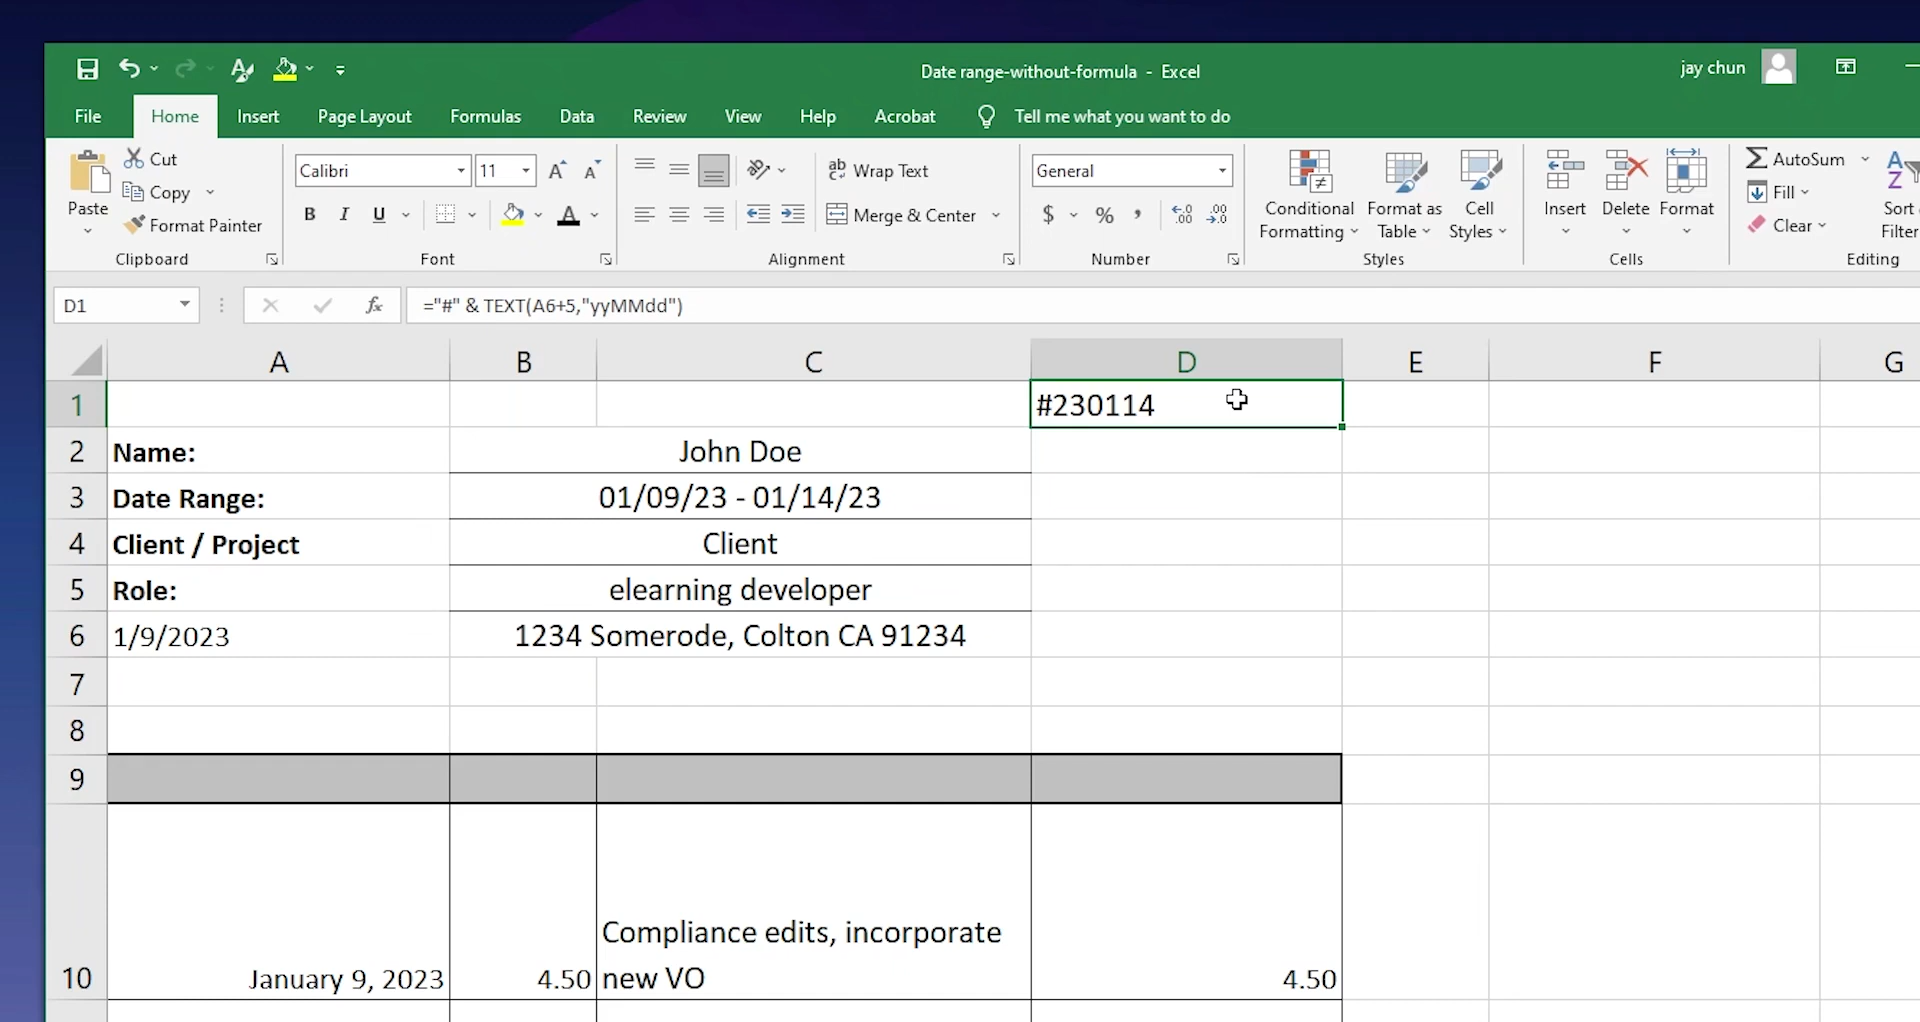 Date range-without-formula - Excel
jay chun
File Home Insert Page Layout Formulas Data Review View Help Acrobat Tell me what you want to do
Paste
Cut
Copy
Format Painter
Clipboard
Calibri 11
B I U
Font
ab Wrap Text
Merge & Center
Alignment
General
$ % , .00 .00
Number
Conditional Formatting
Format as Table
Cell Styles
Styles
Insert Delete Format
Cells
AutoSum
Fill
Clear
Sort
Filter
Editing
D1 fx ="#" & TEXT(A6+5,"yyMMdd")
A B C D E F G
1 #230114
2 Name: John Doe
3 Date Range: 01/09/23 - 01/14/23
4 Client / Project Client
5 Role: elearning developer
6 1/9/2023 1234 Somerode, Colton CA 91234
7
8
9
Compliance edits, incorporate
10 January 9, 2023 4.50 new VO 4.50